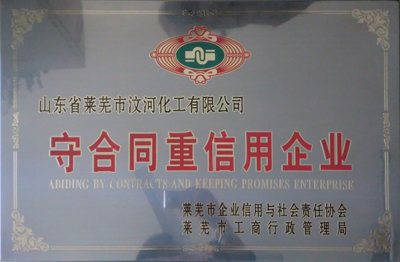 山东省莱芜市汶河化工有限公司
守合同重信用企业
ABIDING BY CONTRACTS AND KEEPING PROMISES ENTERPRISE
莱芜市企业信用与社会责任协会
莱芜市工商行政管理局